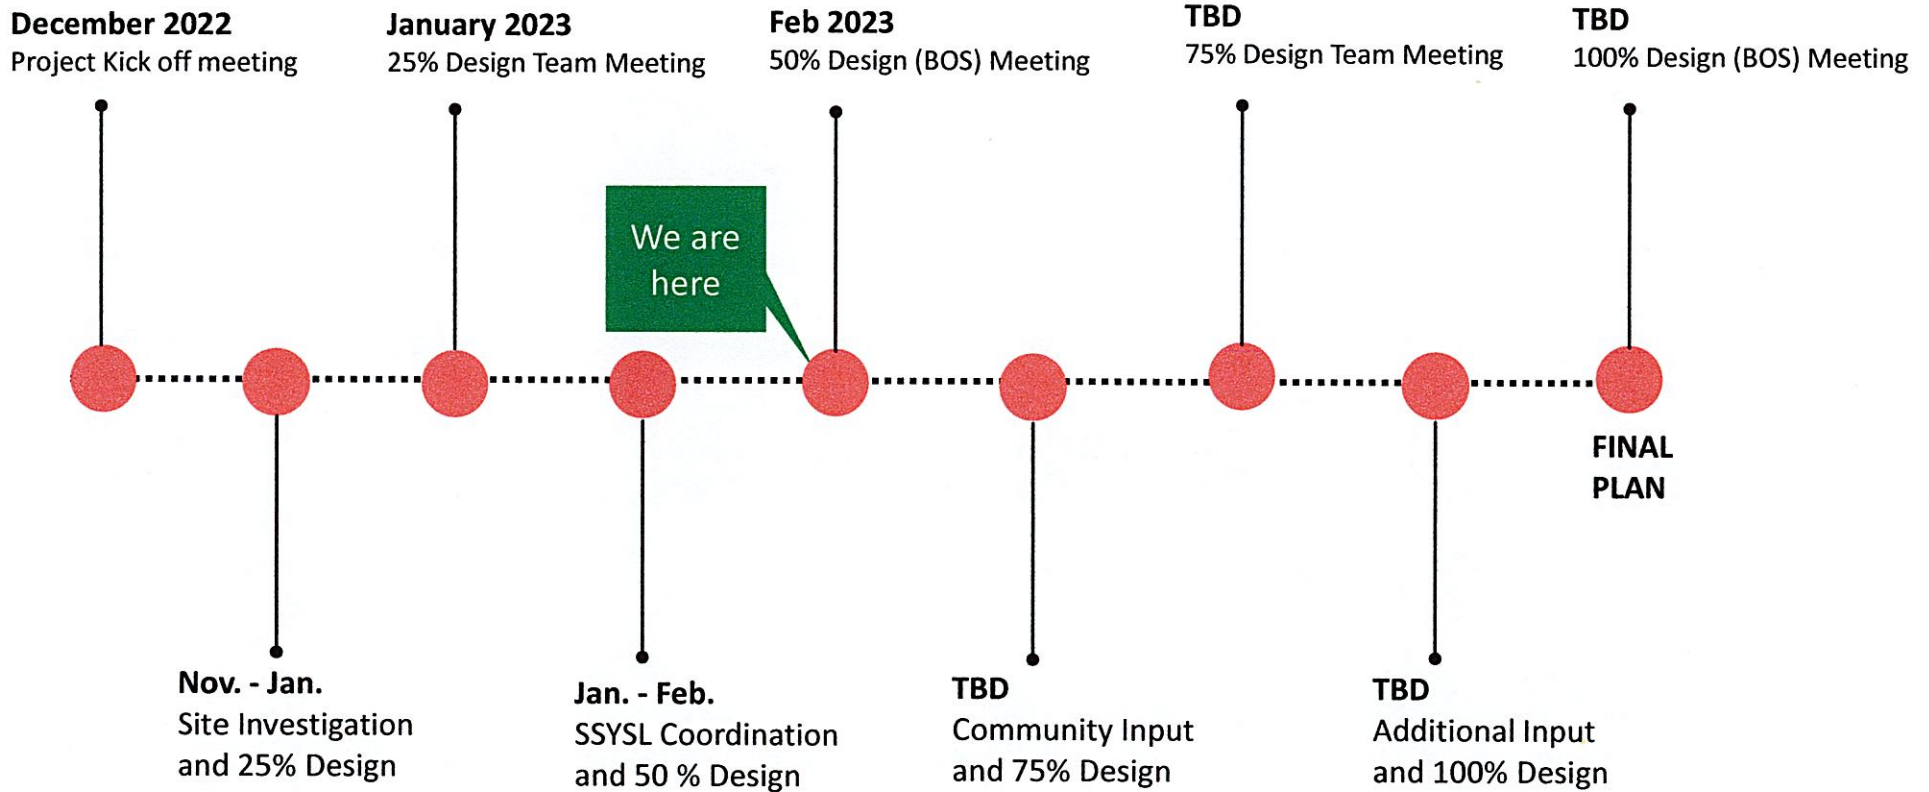 December 2022
Project Kick off meeting
January 2023
25% Design Team Meeting
Feb 2023
50% Design (BOS) Meeting
TBD
75% Design Team Meeting
TBD
100% Design (BOS) Meeting
We are
here
FINAL
PLAN
Nov. - Jan.
Site Investigation
and 25% Design
Jan. - Feb.
SSYSL Coordination
and 50 % Design
TBD
Community Input
and 75% Design
TBD
Additional Input
and 100% Design